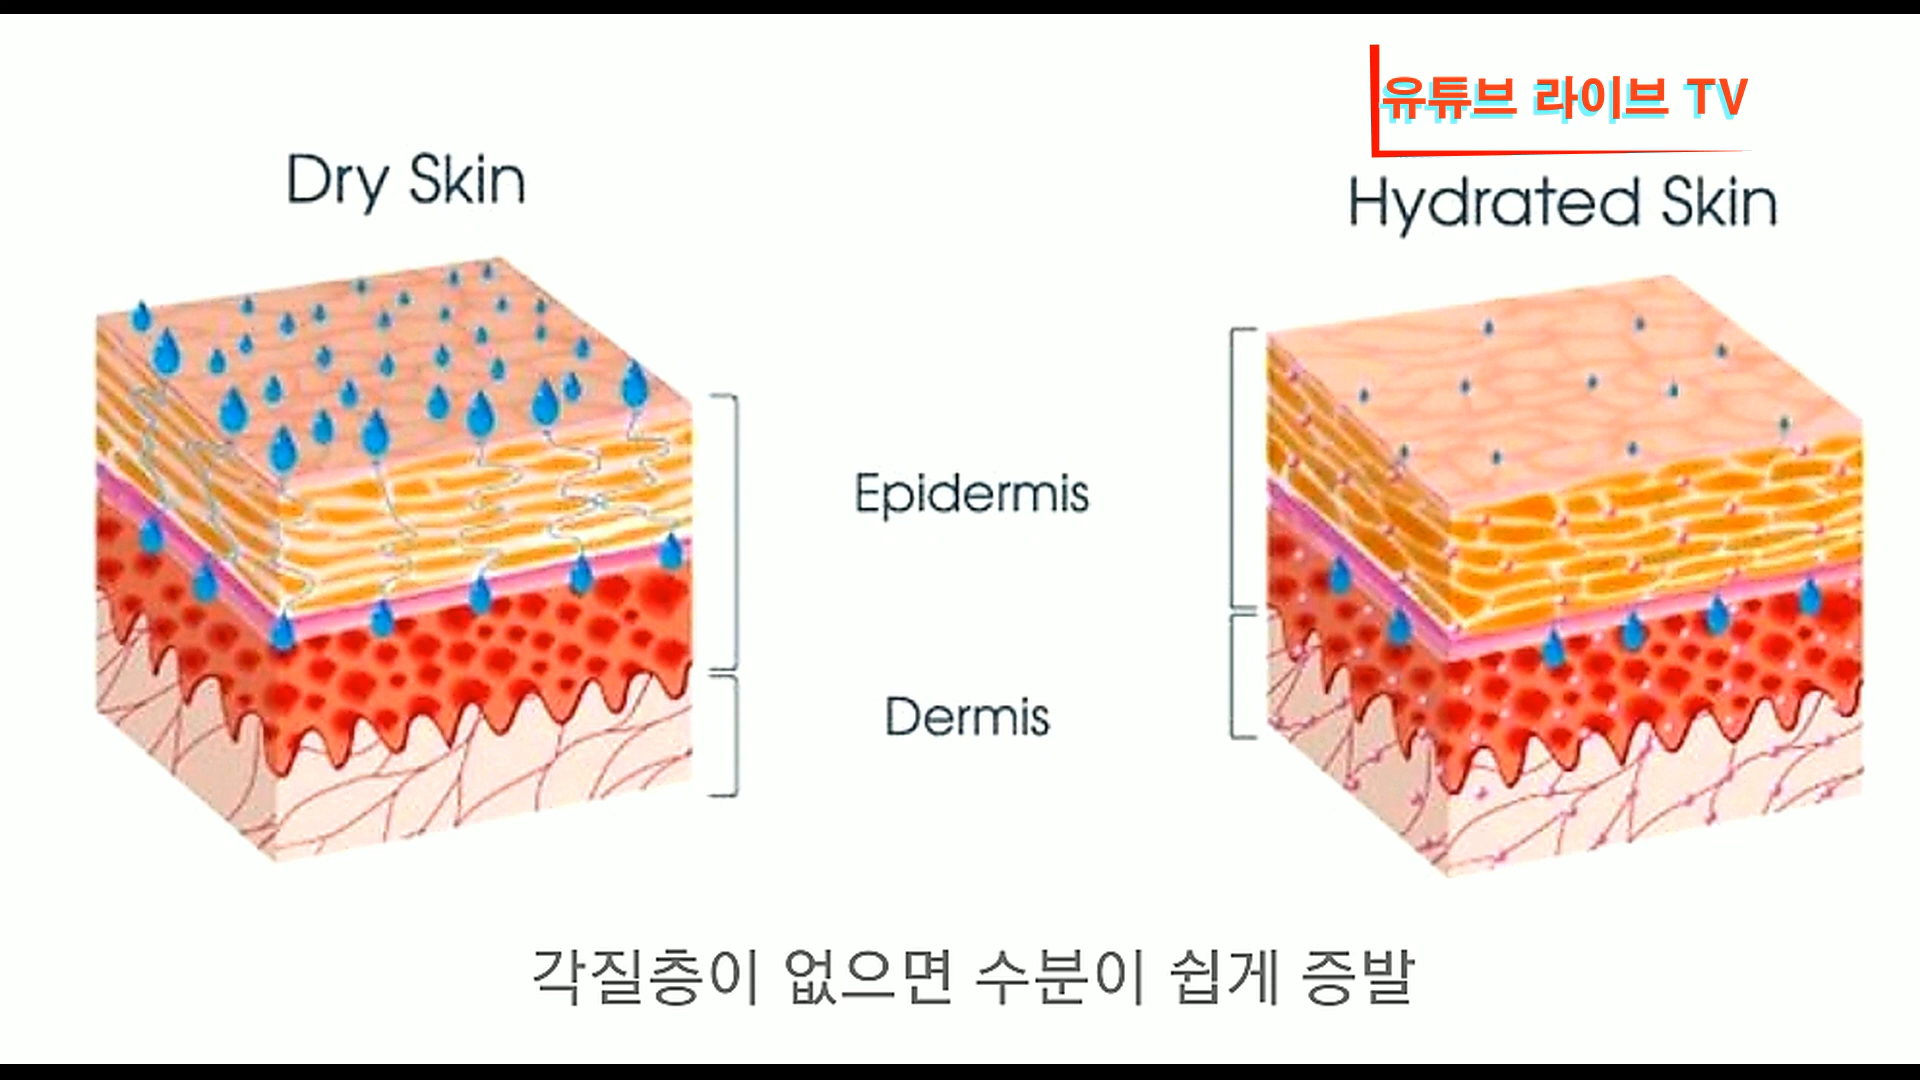 유튜브 라이브 TV
Dry Skin
Hydrated Skin
Epidermis
Dermis
각질층이 없으면 수분이 쉽게 증발